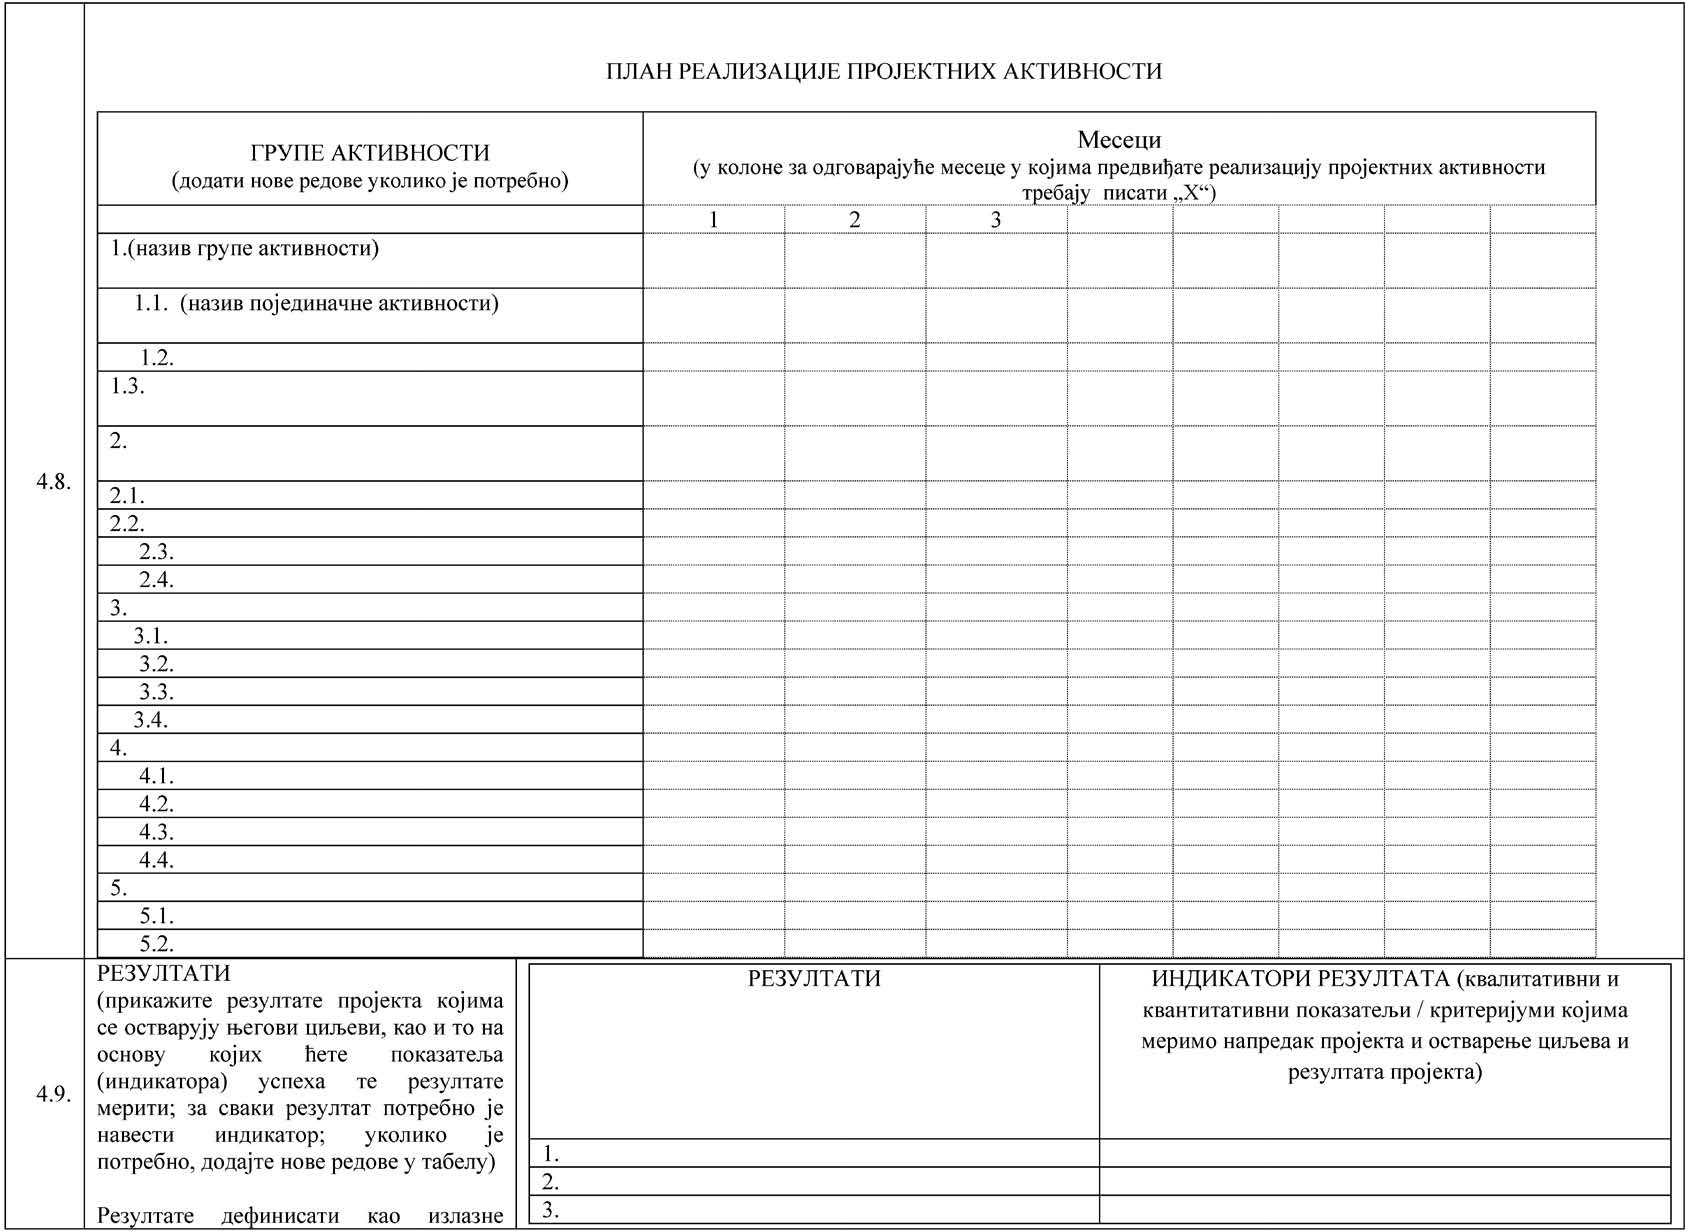 4.8.
ПЛАН РЕАЛИЗАЦИЈЕ ПРОЈЕКТНИХ АКТИВНОСТИ
ГРУПЕ АКТИВНОСТИ
(додати нове редове уколико је потребно)
Месеци
(у колоне за одговарајуће месеце у којима предвиђате реализацију пројектних активности
требају писати „Х“)
1 2 3
1.(назив групе активности)
1.1. (назив појединачне активности)
1.2.
1.3.
2.
2.1.
2.2.
2.3.
2.4.
3.
3.1.
3.2.
3.3.
3.4.
4.
4.1.
4.2.
4.3.
4.4.
5.
5.1.
5.2.
4.9.
РЕЗУЛТАТИ
(прикажите резултате пројекта којима
се остварују његови циљеви, као и то на
основу којих ћете показатеља
(индикатора) успеха те резултате
мерити; за сваки резултат потребно је
навести индикатор; уколико је
потребно, додајте нове редове у табелу)
Резултате дефинисати као излазне
РЕЗУЛТАТИ
ИНДИКАТОРИ РЕЗУЛТАТА (квалитативни и
квантитативни показатељи / критеријуми којима
меримо напредак пројекта и остварење циљева и
резултата пројекта)
1.
2.
3.